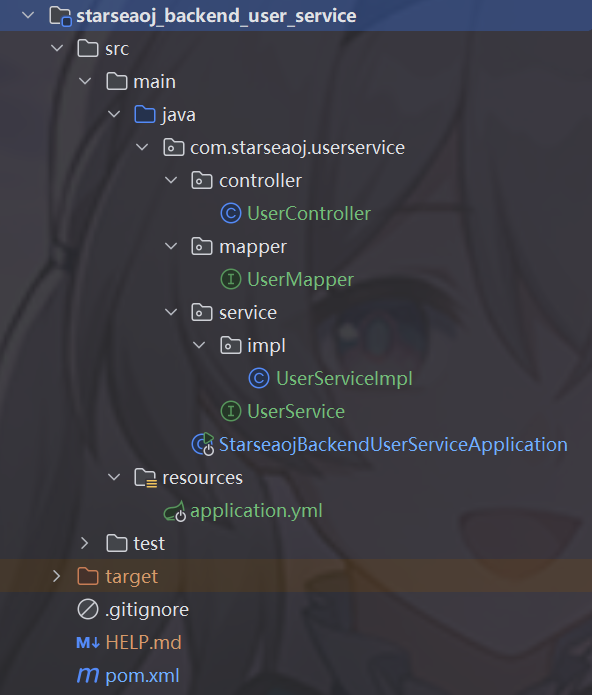 starseaoj_backend_user_service
src
main
java
com.starseaoj.userservice
controller
UserController
mapper
UserMapper
service
impl
UserServiceImpl
UserService
StarseaojBackendUserServiceApplication
resources
application.yml
test
target
.gitignore
M↓ HELP.md
m pom.xml